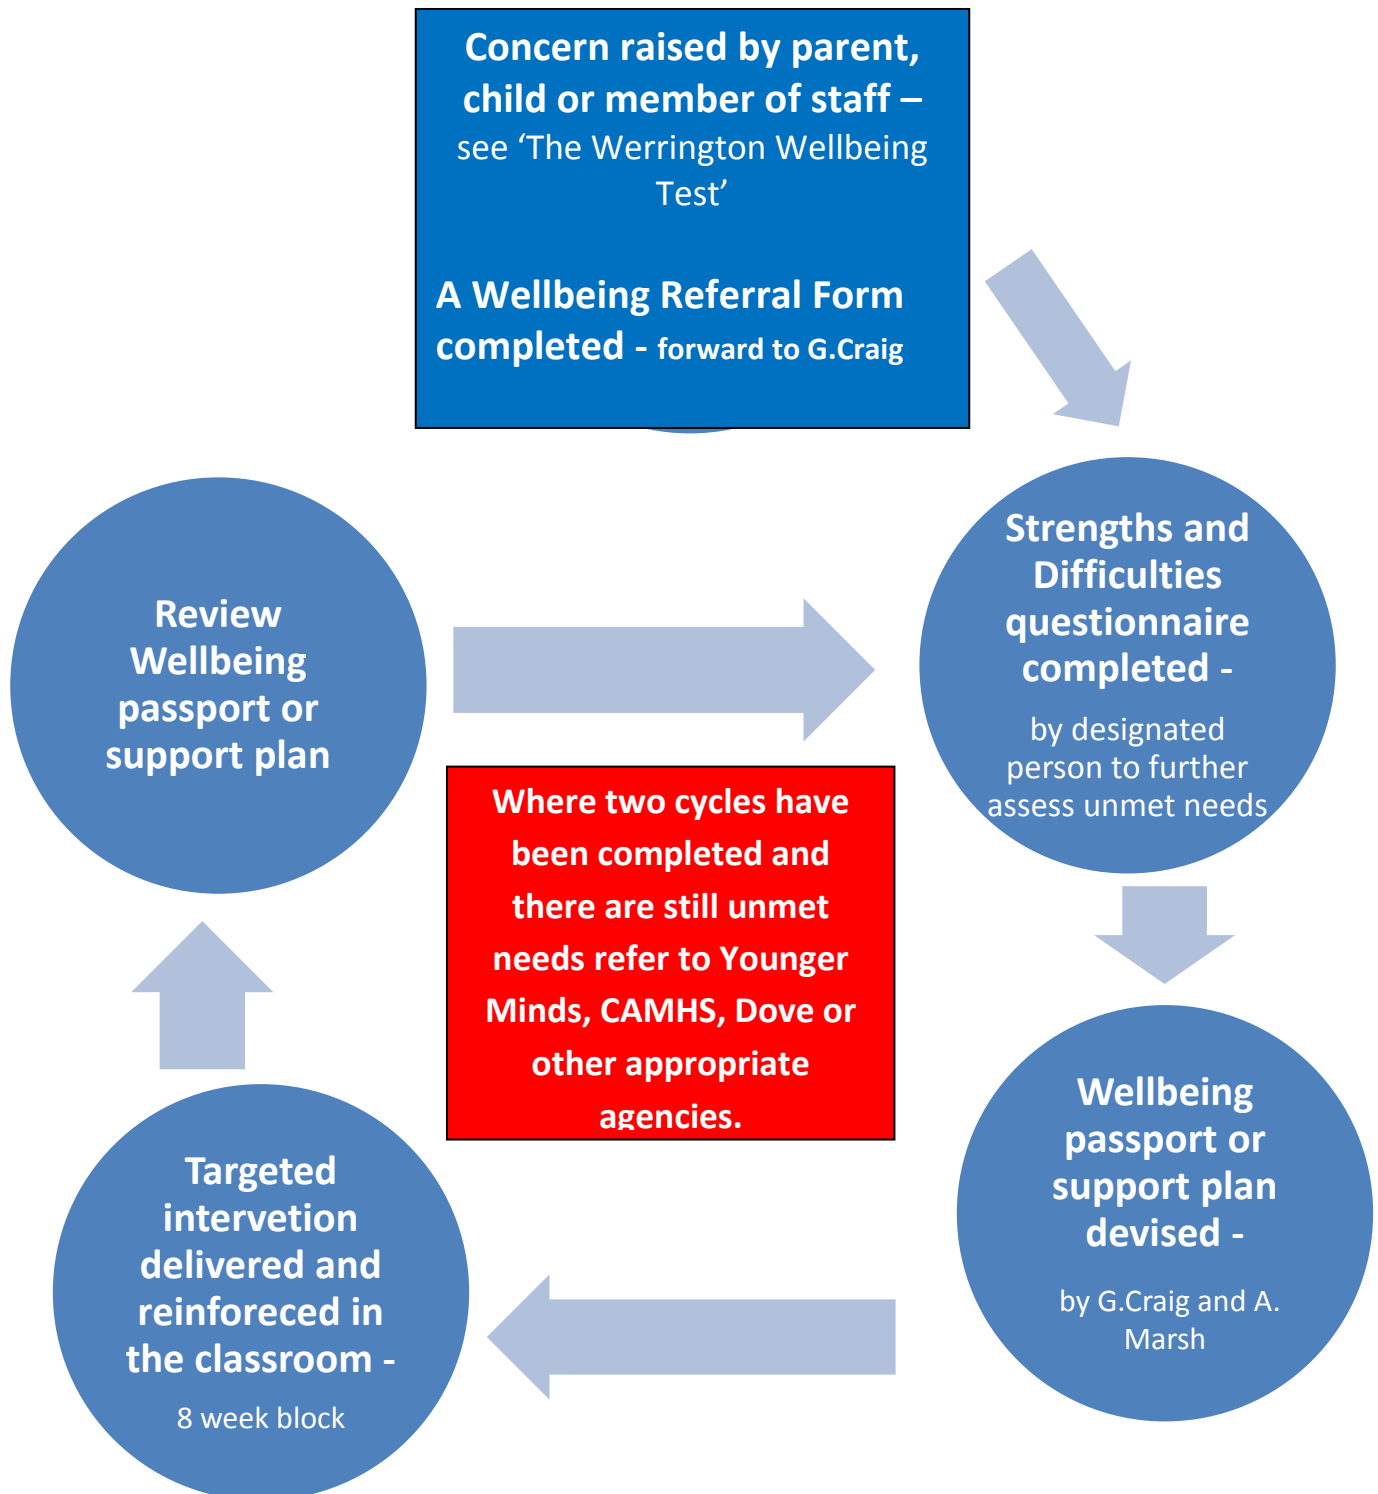 Concern raised by parent,
child or member of staff –
see ‘The Werrington Wellbeing
Test’
A Wellbeing Referral Form
completed - forward to G.Craig
Strengths and
Difficulties
questionnaire
completed -
by designated
person to further
assess unmet needs
Wellbeing
passport or
support plan
devised -
by G.Craig and A.
Marsh
Targeted
intervetion
delivered and
reinforeced in
the classroom -
8 week block
Review
Wellbeing
passport or
support plan
Where two cycles have
been completed and
there are still unmet
needs refer to Younger
Minds, CAMHS, Dove or
other appropriate
agencies.